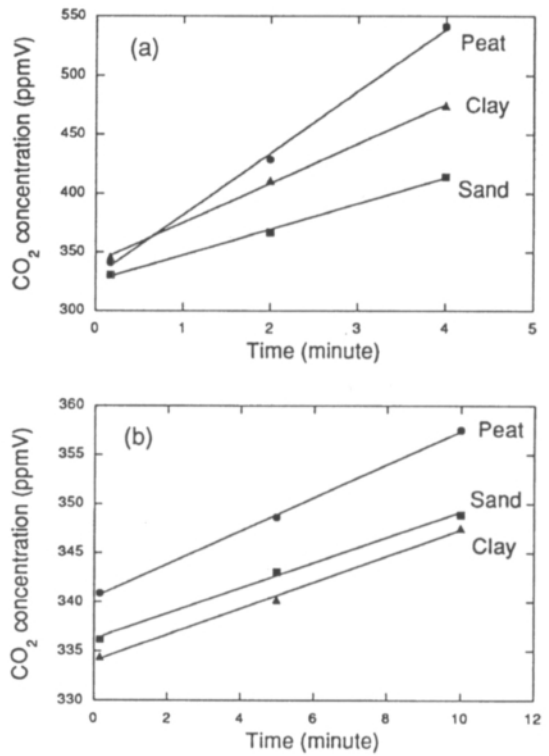 (a)
550
500
450
400
350
300
CO2 concentration (ppmV)
Peat
Clay
Sand
0 1 2 3 4 5
Time (minute)
(b)
360
355
350
345
340
335
330
CO2 concentration (ppmV)
Peat
Sand
Clay
0 2 4 6 8 10 12
Time (minute)